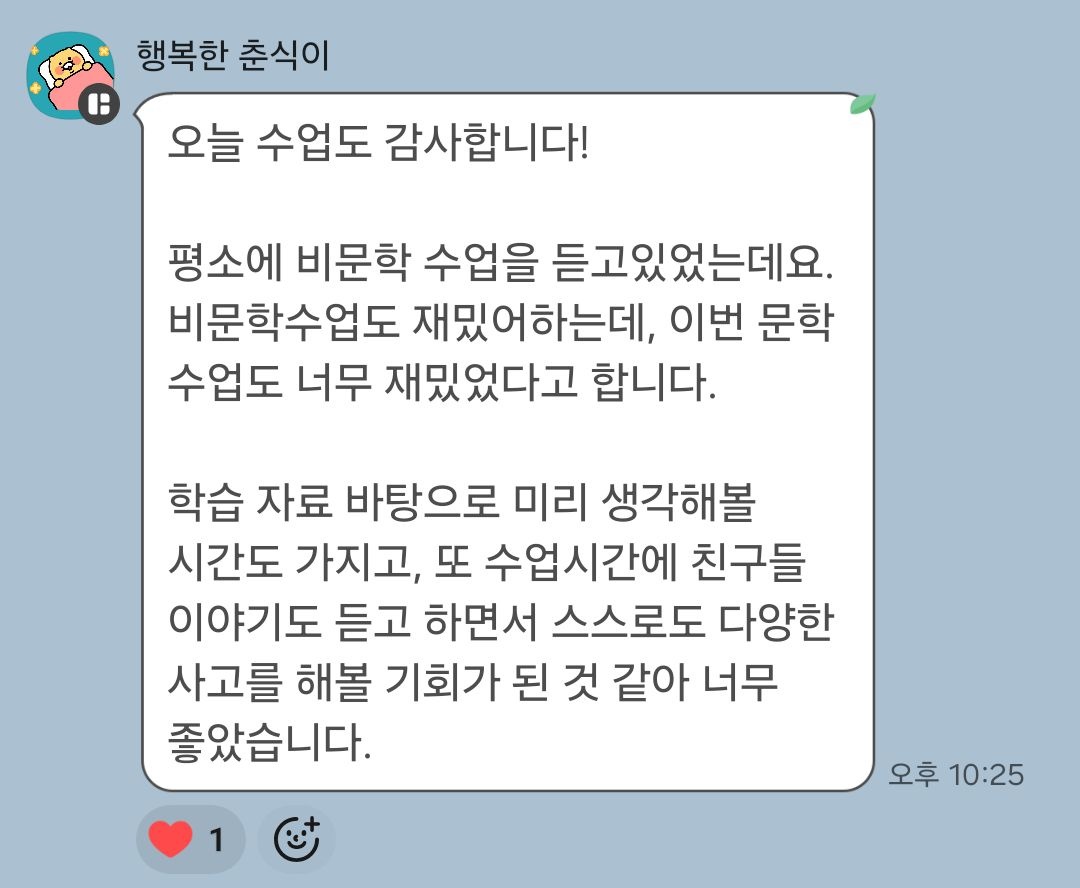 행복한 춘식이
오늘 수업도 감사합니다!
평소에 비문학 수업을 듣고있었는데요.
비문학수업도 재밌어하는데, 이번 문학
수업도 너무 재밌었다고 합니다.
학습 자료 바탕으로 미리 생각해볼
시간도 가지고, 또 수업시간에 친구들
이야기도 듣고 하면서 스스로도 다양한
사고를 해볼 기회가 된 것 같아 너무
좋았습니다.
오후 10:25
1